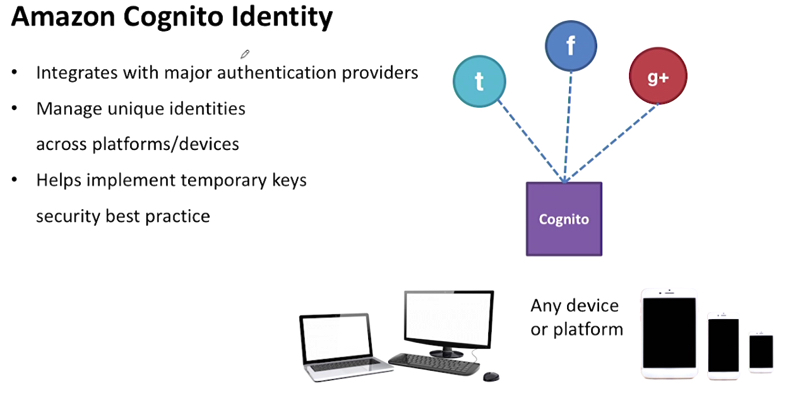 Amazon Cognito Identity
• Integrates with major authentication providers
• Manage unique identities
across platforms/devices
• Helps implement temporary keys
security best practice
t
f
g+
Cognito
Any device
or platform